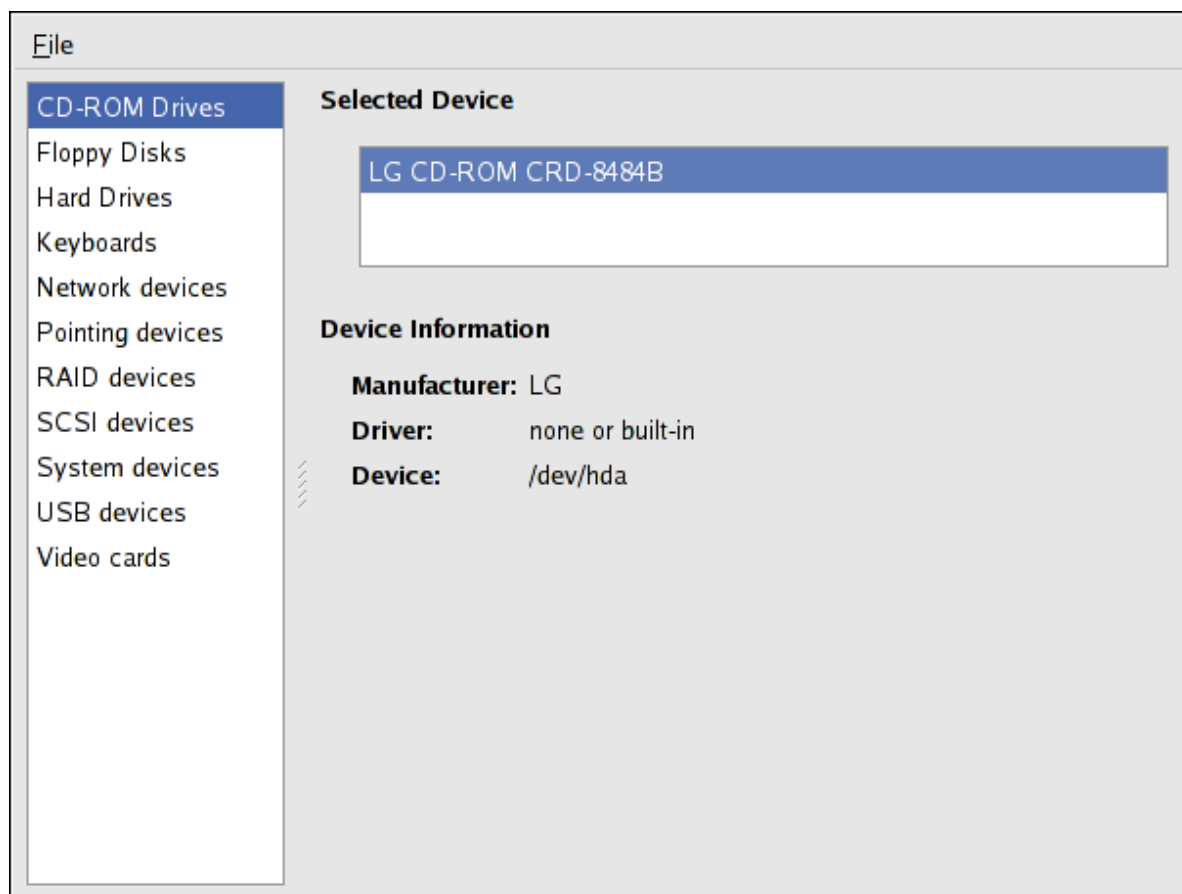 File
CD-ROM Drives
Floppy Disks
Hard Drives
Keyboards
Network devices
Pointing devices
RAID devices
SCSI devices
System devices
USB devices
Video cards
Selected Device
LG CD-ROM CRD-8484B
Device Information
Manufacturer: LG
Driver: none or built-in
Device: /dev/hda